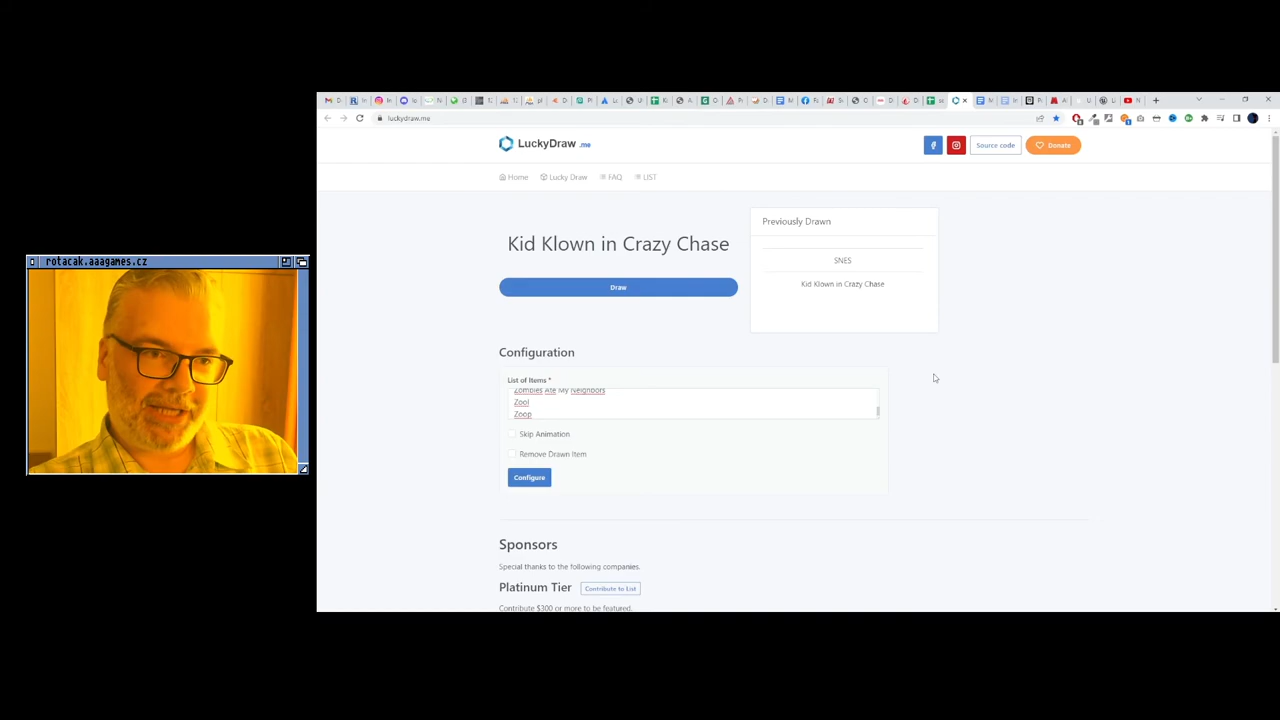 rotacak.aaagames.cz
luckydraw.me
LuckyDraw .me
Source code
Donate
Home
Lucky Draw
FAQ
LIST
Kid Klown in Crazy Chase
Draw
Previously Drawn
SNES
Kid Klown in Crazy Chase
Configuration
List of Items *
Zombies Ate My Neighbors
Zool
Zoop
Skip Animation
Remove Drawn Item
Configure
Sponsors
Special thanks to the following companies.
Platinum Tier
Contribute to List
Contribute $300 or more to be featured.